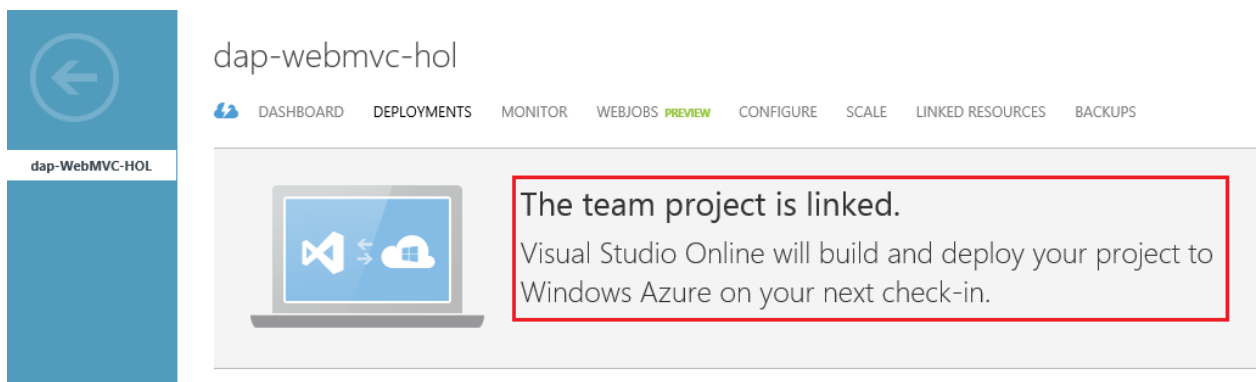 dap-webmvc-hol
DASHBOARD DEPLOYMENTS MONITOR WEBJOBS PREVIEW CONFIGURE SCALE LINKED RESOURCES BACKUPS
dap-WebMVC-HOL
The team project is linked.
Visual Studio Online will build and deploy your project to
Windows Azure on your next check-in.